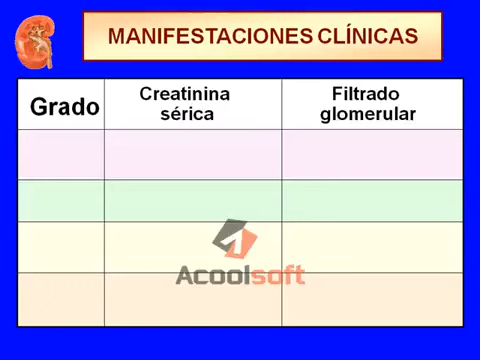 MANIFESTACIONES CLÍNICAS
Grado
Creatinina
sérica
Filtrado
glomerular
Acoolsoft